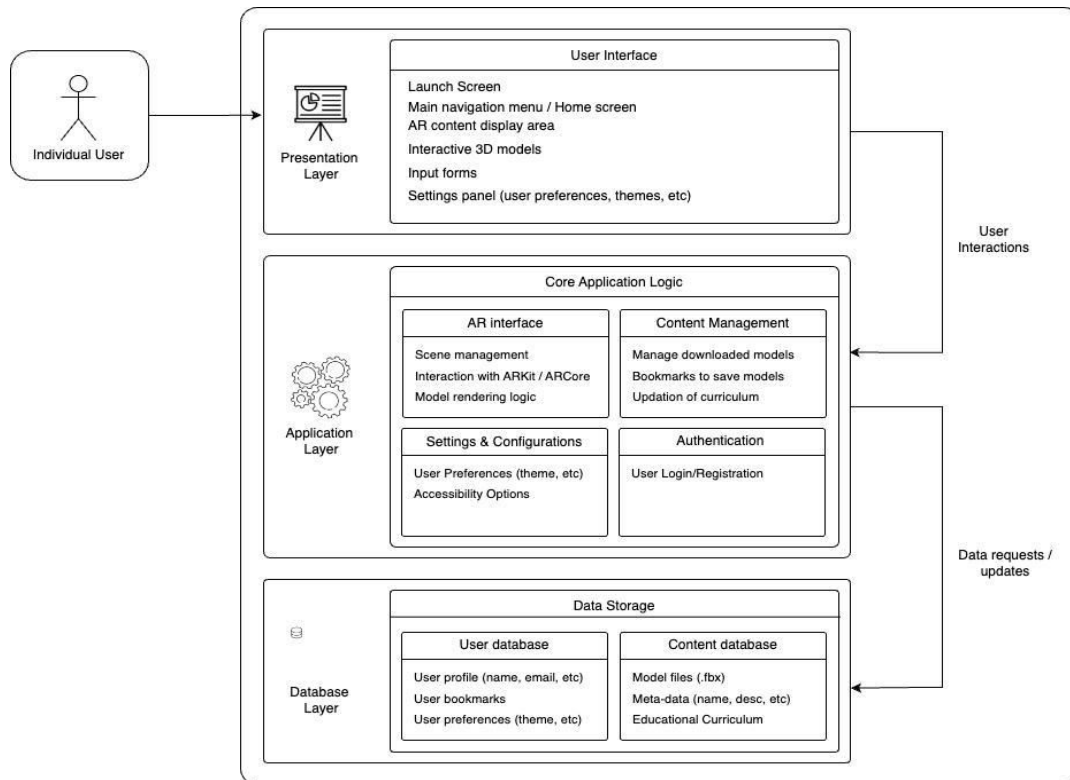 Individual User
Presentation
Layer
User Interface
Launch Screen
Main navigation menu / Home screen
AR content display area
Interactive 3D models
Input forms
Settings panel (user preferences, themes, etc)
User
Interactions
Application
Layer
Core Application Logic
AR interface
Scene management
Interaction with ARKit / ARCore
Model rendering logic
Content Management
Manage downloaded models
Bookmarks to save models
Updation of curriculum
Settings & Configurations
User Preferences (theme, etc)
Accessibility Options
Authentication
User Login/Registration
Data requests /
updates
Database
Layer
Data Storage
User database
User profile (name, email, etc)
User bookmarks
User preferences (theme, etc)
Content database
Model files (.fbx)
Meta-data (name, desc, etc)
Educational Curriculum